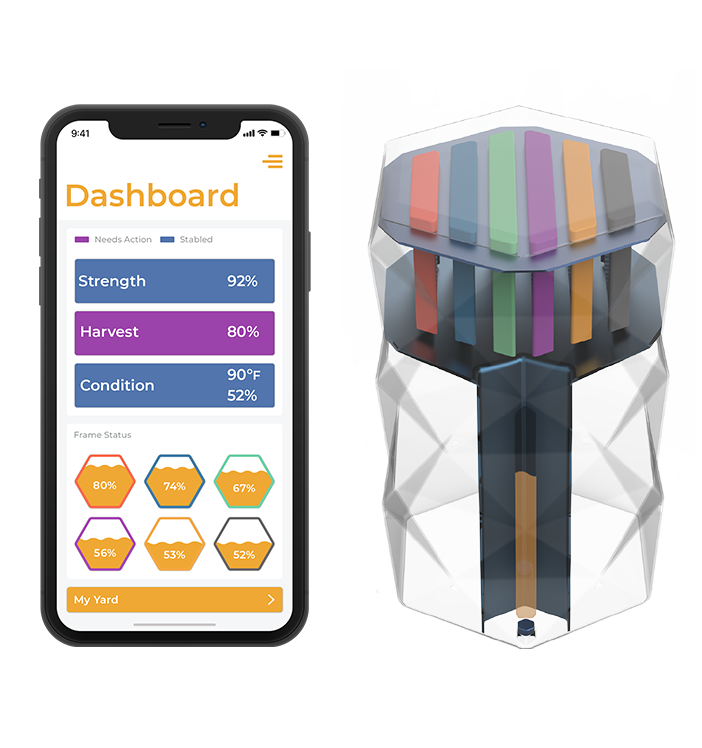 9:41
Dashboard
Needs Action Stabled
Strength 92%
Harvest 80%
Condition 90°F
52%
Frame Status
80% 74% 67%
56% 53% 52%
My Yard